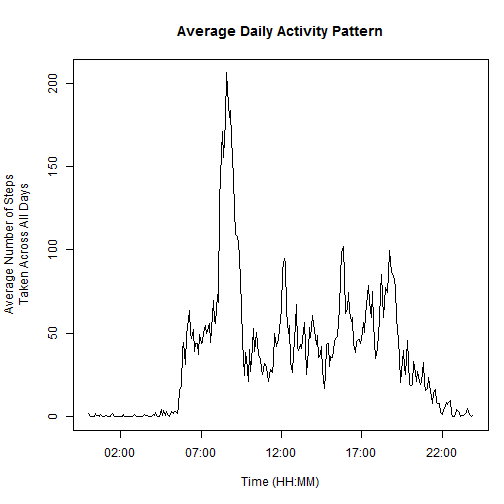 Average Daily Activity Pattern
Average Number of Steps
Taken Across All Days
200
150
100
50
0
02:00 07:00 12:00 17:00 22:00
Time (HH:MM)